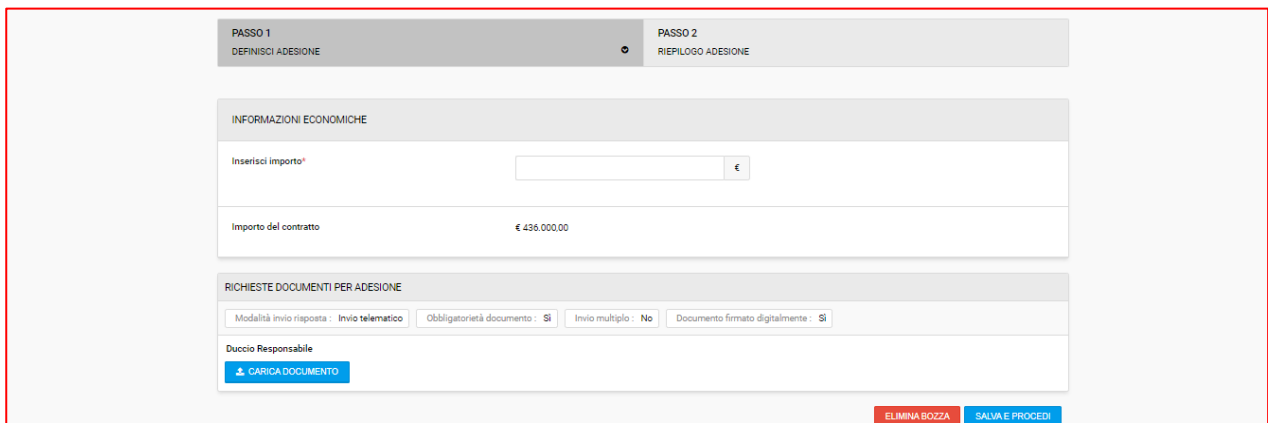 PASSO 1
DEFINISCI ADESIONE
PASSO 2
RIEPILOGO ADESIONE
INFORMAZIONI ECONOMICHE
Inserisci importo*
€
Importo del contratto € 436.000,00
RICHIESTE DOCUMENTI PER ADESIONE
Modalità invio risposta : Invio telematico Obbligatorietà documento : Sì Invio multiplo : No Documento firmato digitalmente : Sì
Duccio Responsabile
CARICA DOCUMENTO
ELIMINA BOZZA SALVA E PROCEDI